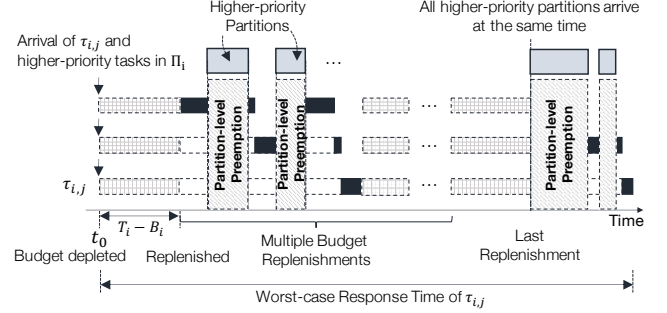 Higher-priority
Partitions
All higher-priority partitions arrive
at the same time
Arrival of τi,j and
higher-priority tasks in Πi
...
Partition-level
Preemption
Partition-level
Preemption
Partition-level
Preemption
...
...
τi,j
...
Ti − Bi
Time
t0
Budget depleted
Replenished
Multiple Budget
Replenishments
Last
Replenishment
Worst-case Response Time of τi,j